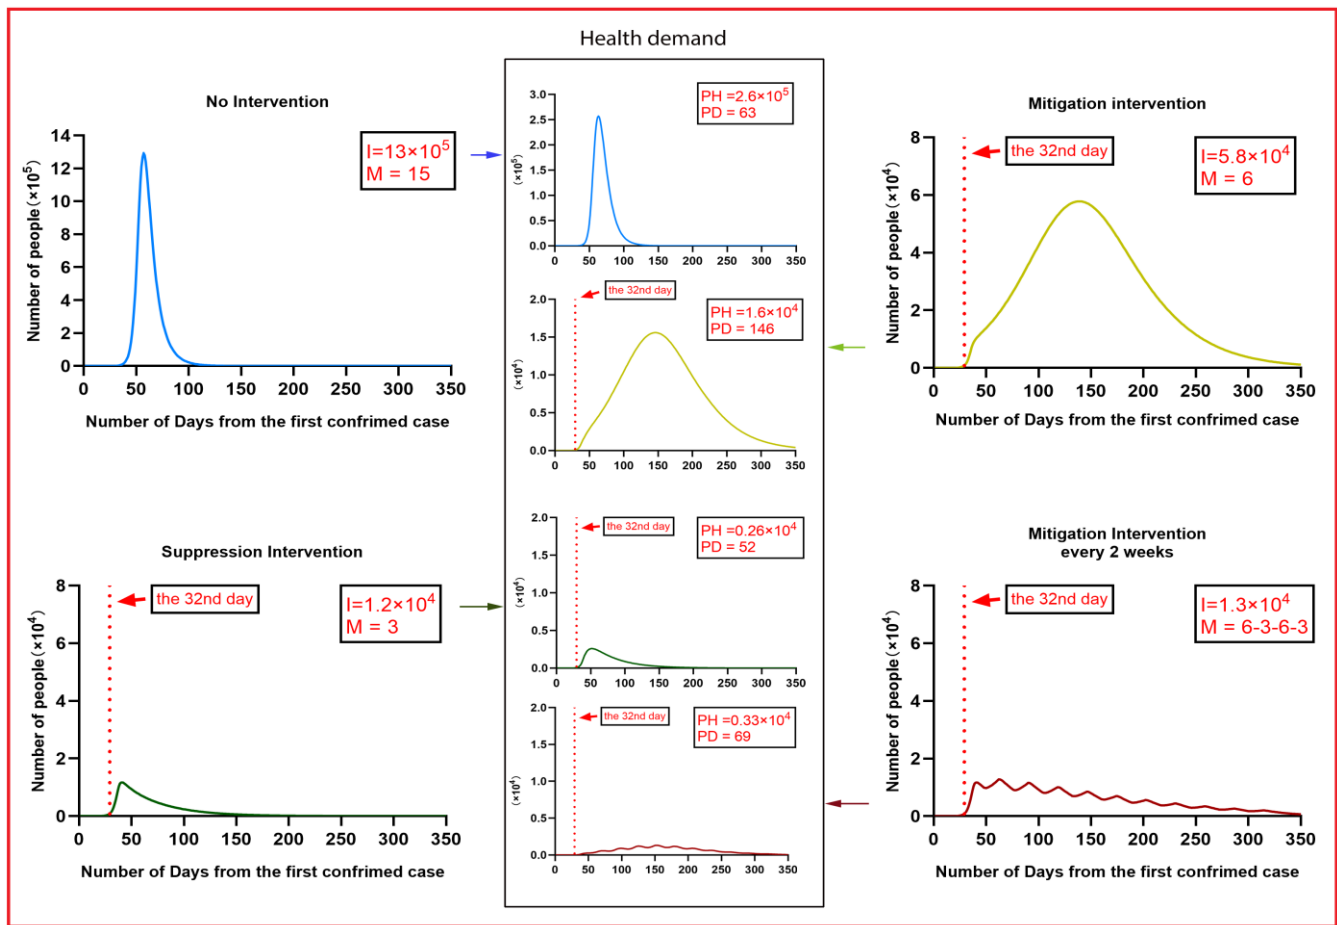 Health demand
No Intervention
I=13×10⁵
M = 15
Number of people(×10⁵)
14
12
10
8
6
4
2
0
0 50 100 150 200 250 300 350
Number of Days from the first confrimed case
PH =2.6×10⁵
PD = 63
(×10⁵)
3.0
2.5
2.0
1.5
1.0
0.5
0.0
0 50 100 150 200 250 300 350
the 32nd day
PH =1.6×10⁴
PD = 146
(×10⁴)
2.0
1.5
1.0
0.5
0.0
0 50 100 150 200 250 300 350
Mitigation intervention
the 32nd day
I=5.8×10⁴
M = 6
Number of people(×10⁴)
8
6
4
2
0
0 50 100 150 200 250 300 350
Number of Days from the first confrimed case
Suppression Intervention
the 32nd day
I=1.2×10⁴
M = 3
Number of people(×10⁴)
8
6
4
2
0
0 50 100 150 200 250 300 350
Number of Days from the first confrimed case
the 32nd day
PH =0.26×10⁴
PD = 52
(×10⁴)
2.0
1.5
1.0
0.5
0.0
0 50 100 150 200 250 300 350
the 32nd day
PH =0.33×10⁴
PD = 69
(×10⁴)
2.0
1.5
1.0
0.5
0.0
0 50 100 150 200 250 300 350
Mitigation Intervention
every 2 weeks
the 32nd day
I=1.3×10⁴
M = 6-3-6-3
Number of people(×10⁴)
8
6
4
2
0
0 50 100 150 200 250 300 350
Number of Days from the first confrimed case